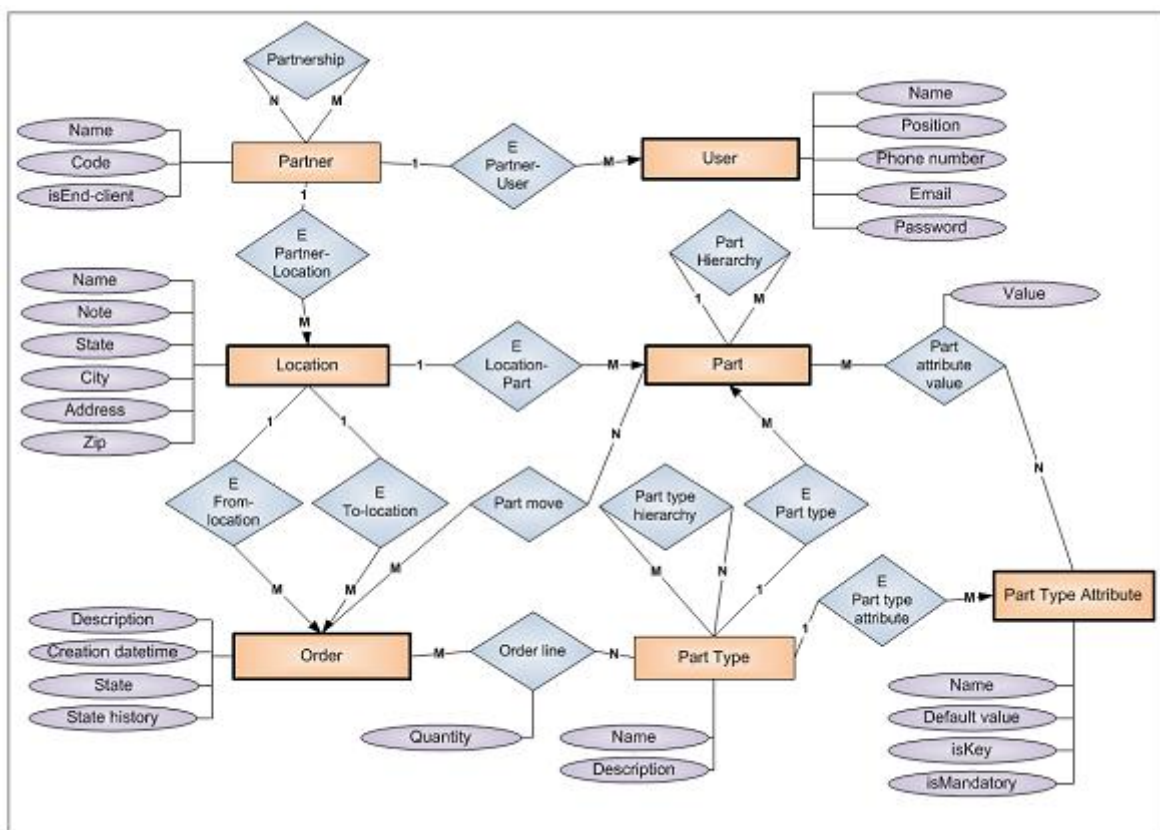 Partnership
N
M
Name
Code
isEnd-client
Partner
1
E
Partner-
User
M
User
Name
Position
Phone number
Email
Password
1
E
Partner-
Location
M
Part
Hierarchy
1
M
Value
Name
Note
State
City
Address
Zip
Location
1
E
Location-
Part
M
Part
M
Part
attribute
value
N
1
1
E
From-
location
E
To-location
Part move
N
M
M
M
Part type
hierarchy
M
N
E
Part type
M
1
E
Part type
attribute
1
M
Part Type Attribute
Description
Creation datetime
State
State history
Order
M
Order line
N
Part Type
Quantity
Name
Description
Name
Default value
isKey
isMandatory